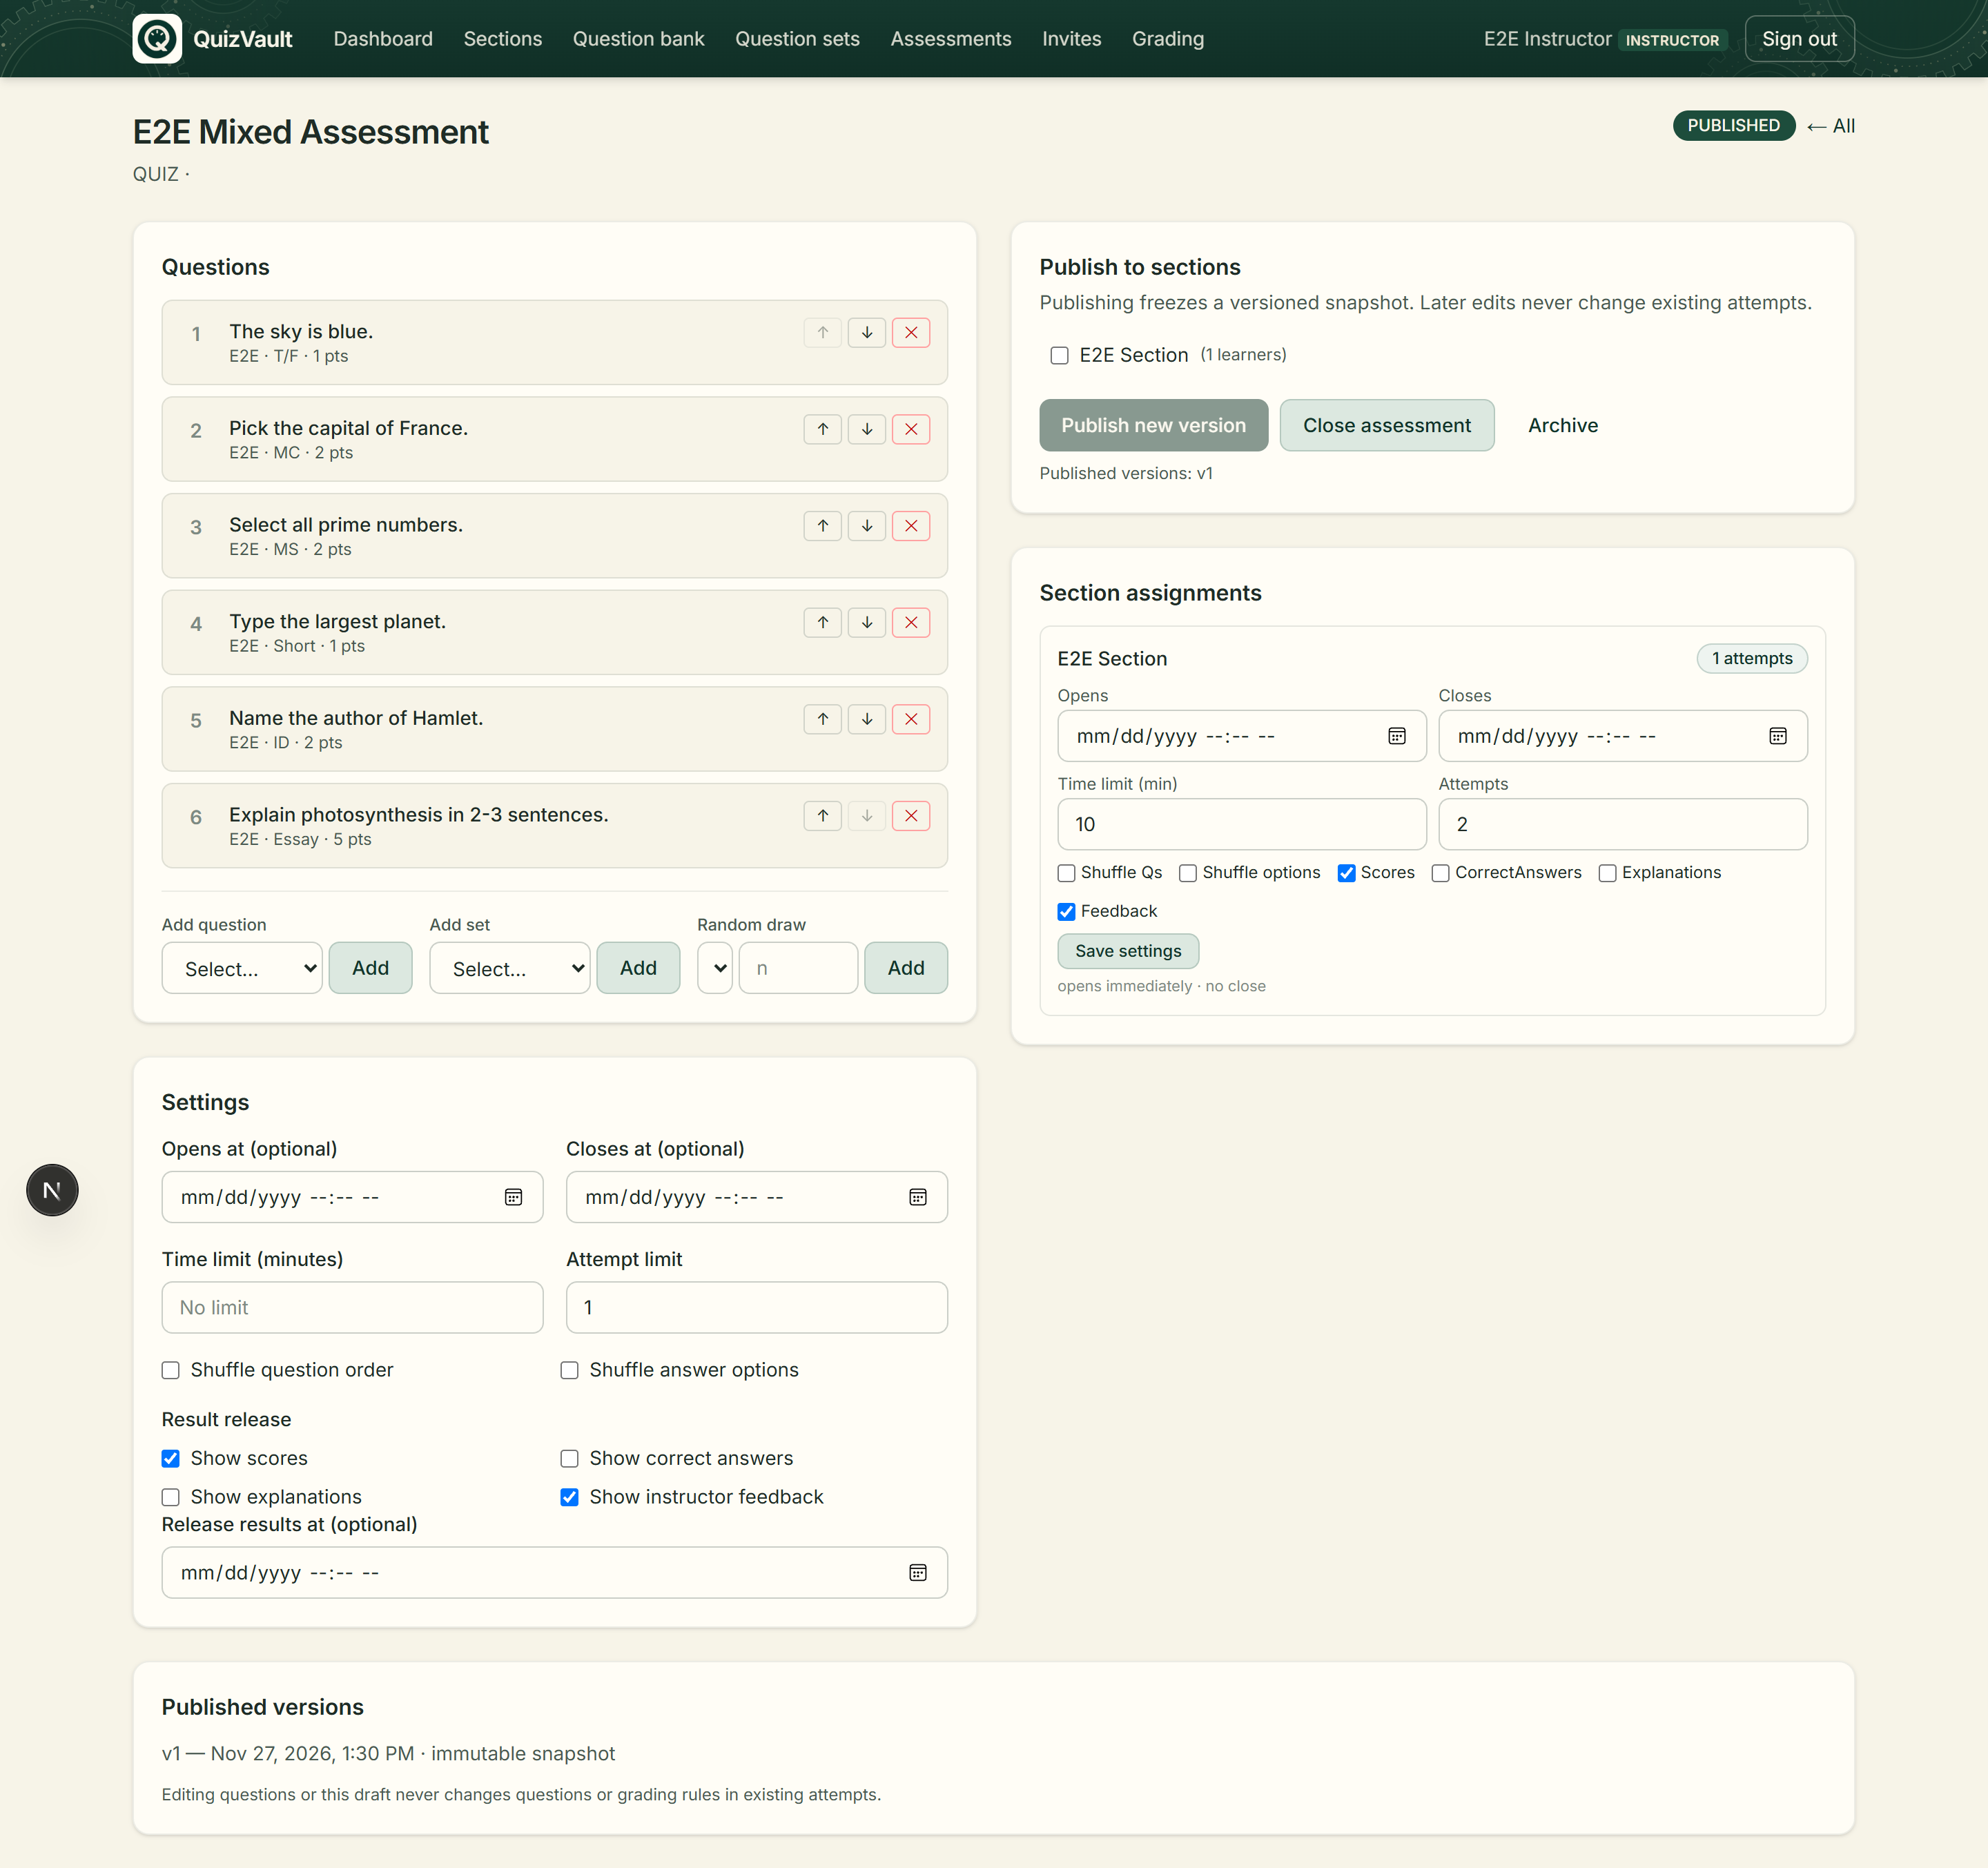 QuizVault
Dashboard
Sections
Question bank
Question sets
Assessments
Invites
Grading
E2E Instructor
INSTRUCTOR
Sign out
E2E Mixed Assessment
QUIZ ·
PUBLISHED
← All
Questions
1
The sky is blue.
E2E · T/F · 1 pts
↑ ↓ ×
2
Pick the capital of France.
E2E · MC · 2 pts
↑ ↓ ×
3
Select all prime numbers.
E2E · MS · 2 pts
↑ ↓ ×
4
Type the largest planet.
E2E · Short · 1 pts
↑ ↓ ×
5
Name the author of Hamlet.
E2E · ID · 2 pts
↑ ↓ ×
6
Explain photosynthesis in 2-3 sentences.
E2E · Essay · 5 pts
↑ ↓ ×
Add question
Select...
Add
Add set
Select...
Add
Random draw
n
Add
Settings
Opens at (optional)
mm/dd/yyyy --:-- --
Closes at (optional)
mm/dd/yyyy --:-- --
Time limit (minutes)
No limit
Attempt limit
1
Shuffle question order
Shuffle answer options
Result release
Show scores
Show correct answers
Show explanations
Show instructor feedback
Release results at (optional)
mm/dd/yyyy --:-- --
Publish to sections
Publishing freezes a versioned snapshot. Later edits never change existing attempts.
E2E Section (1 learners)
Publish new version
Close assessment
Archive
Published versions: v1
Section assignments
E2E Section
1 attempts
Opens
mm/dd/yyyy --:-- --
Closes
mm/dd/yyyy --:-- --
Time limit (min)
10
Attempts
2
Shuffle Qs
Shuffle options
Scores
CorrectAnswers
Explanations
Feedback
Save settings
opens immediately · no close
Published versions
v1 — Nov 27, 2026, 1:30 PM · immutable snapshot
Editing questions or this draft never changes questions or grading rules in existing attempts.
N